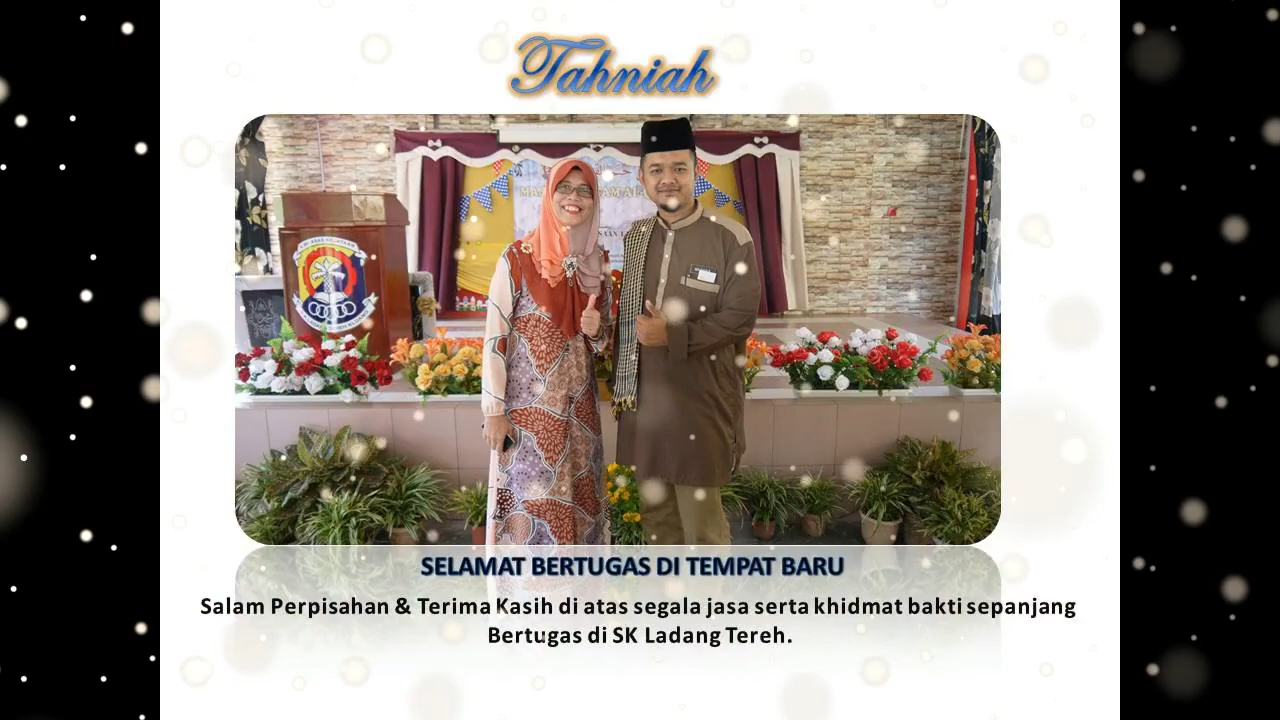 Tahniah
SELAMAT BERTUGAS DI TEMPAT BARU
Salam Perpisahan & Terima Kasih di atas segala jasa serta khidmat bakti sepanjang
Bertugas di SK Ladang Tereh.